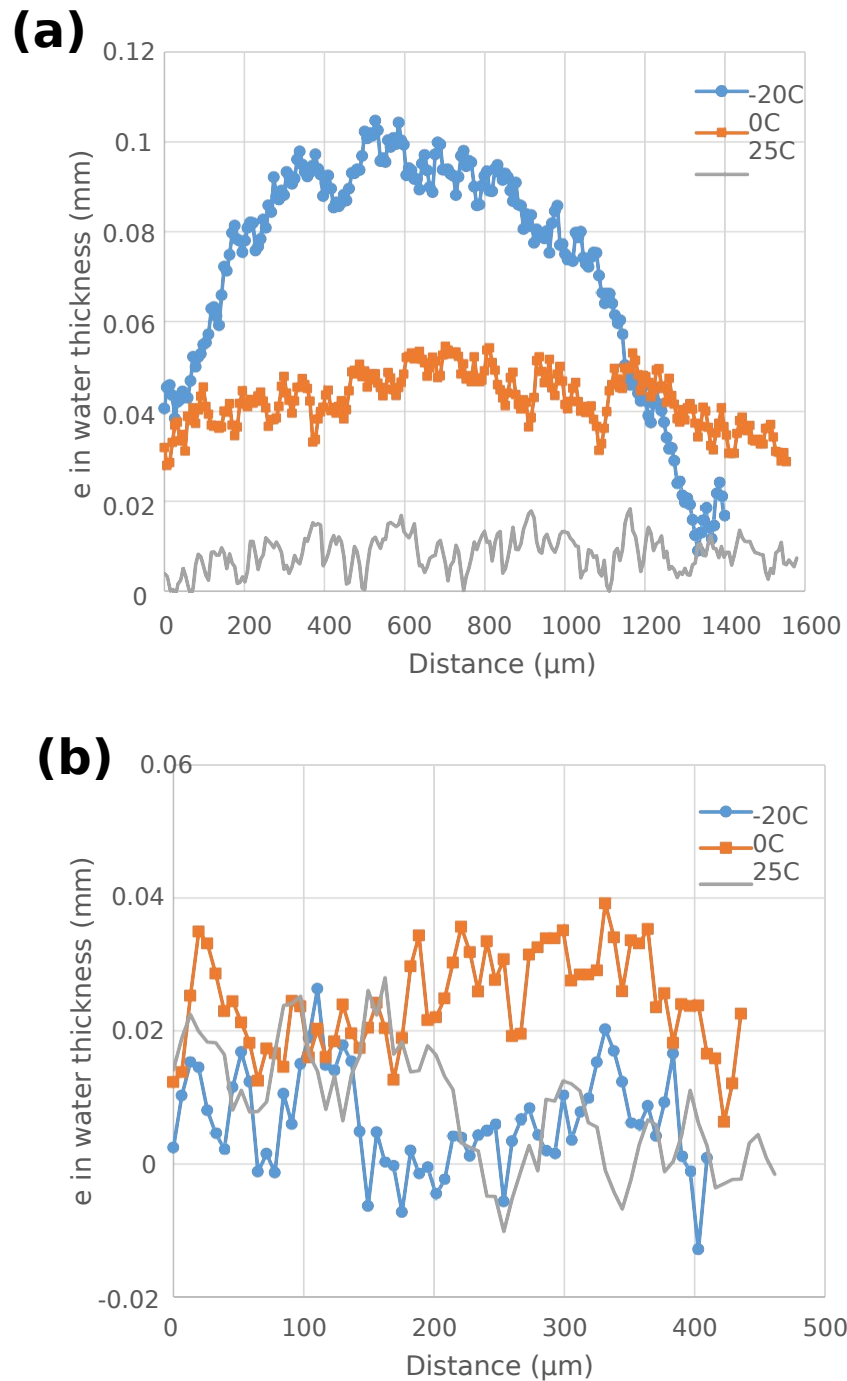 (a)
0.12
0.1
0.08
0.06
0.04
0.02
0
e in water thickness (mm)
-20C
0C
25C
0 200 400 600 800 1000 1200 1400 1600
Distance (μm)
(b)
0.06
0.04
0.02
0
-0.02
e in water thickness (mm)
-20C
0C
25C
0 100 200 300 400 500
Distance (μm)